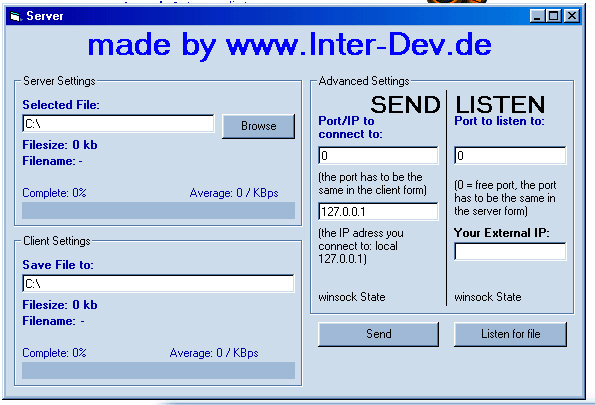 Server
made by www.Inter-Dev.de
Server Settings
Selected File:
C:\
Browse
Filesize: 0 kb
Filename: -
Complete: 0%
Average: 0 / KBps
Client Settings
Save File to:
C:\
Filesize: 0 kb
Filename: -
Complete: 0%
Average: 0 / KBps
Advanced Settings
SEND
Port/IP to
connect to:
0
(the port has to be the
same in the client form)
127.0.0.1
(the IP adress you
connect to: local
127.0.0.1)
winsock State
LISTEN
Port to listen to:
0
(0 = free port, the port
has to be the same in
the server form)
Your External IP:
winsock State
Send
Listen for file